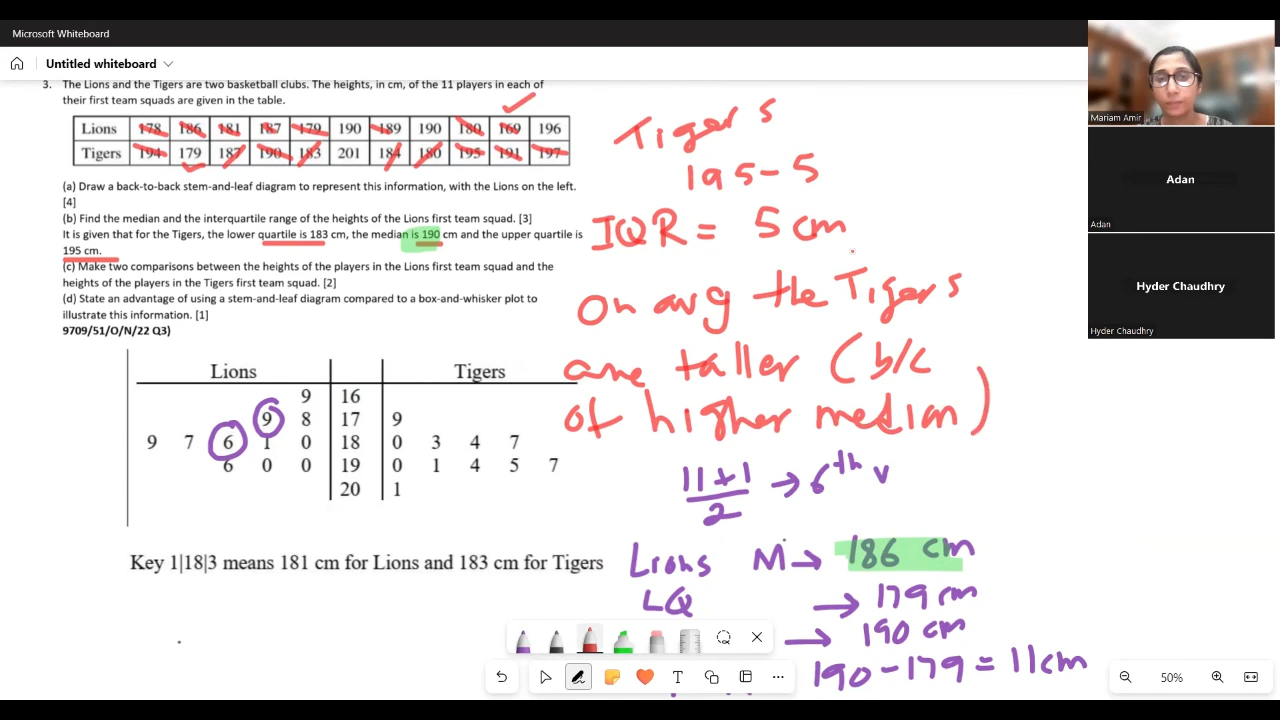 Microsoft Whiteboard
Untitled whiteboard
3. The Lions and the Tigers are two basketball clubs. The heights, in cm, of the 11 players in each of
their first team squads are given in the table.
Lions 178 186 181 187 179 190 189 190 180 169 196
Tigers 194 179 187 190 183 201 184 180 195 191 197
(a) Draw a back-to-back stem-and-leaf diagram to represent this information, with the Lions on the left.
[4]
(b) Find the median and the interquartile range of the heights of the Lions first team squad. [3]
It is given that for the Tigers, the lower quartile is 183 cm, the median is 190 cm and the upper quartile is
195 cm.
(c) Make two comparisons between the heights of the players in the Lions first team squad and the
heights of the players in the Tigers first team squad. [2]
(d) State an advantage of using a stem-and-leaf diagram compared to a box-and-whisker plot to
illustrate this information. [1]
9709/51/O/N/22 Q3)
Lions Tigers
9 16
9 8 17 9
9 7 6 1 0 18 0 3 4 7
6 0 0 19 0 1 4 5 7
20 1
Key 1|18|3 means 181 cm for Lions and 183 cm for Tigers
Tigers
195-5
IQR = 5 cm
On avg the Tigers
are taller (b/c
of higher median)
11+1
2
→ 6th v
Lions M → 186 cm
LQ → 179 cm
→ 190 cm
190-179 = 11cm
50%
Mariam Amir
Adan
Adan
Hyder Chaudhry
Hyder Chaudhry